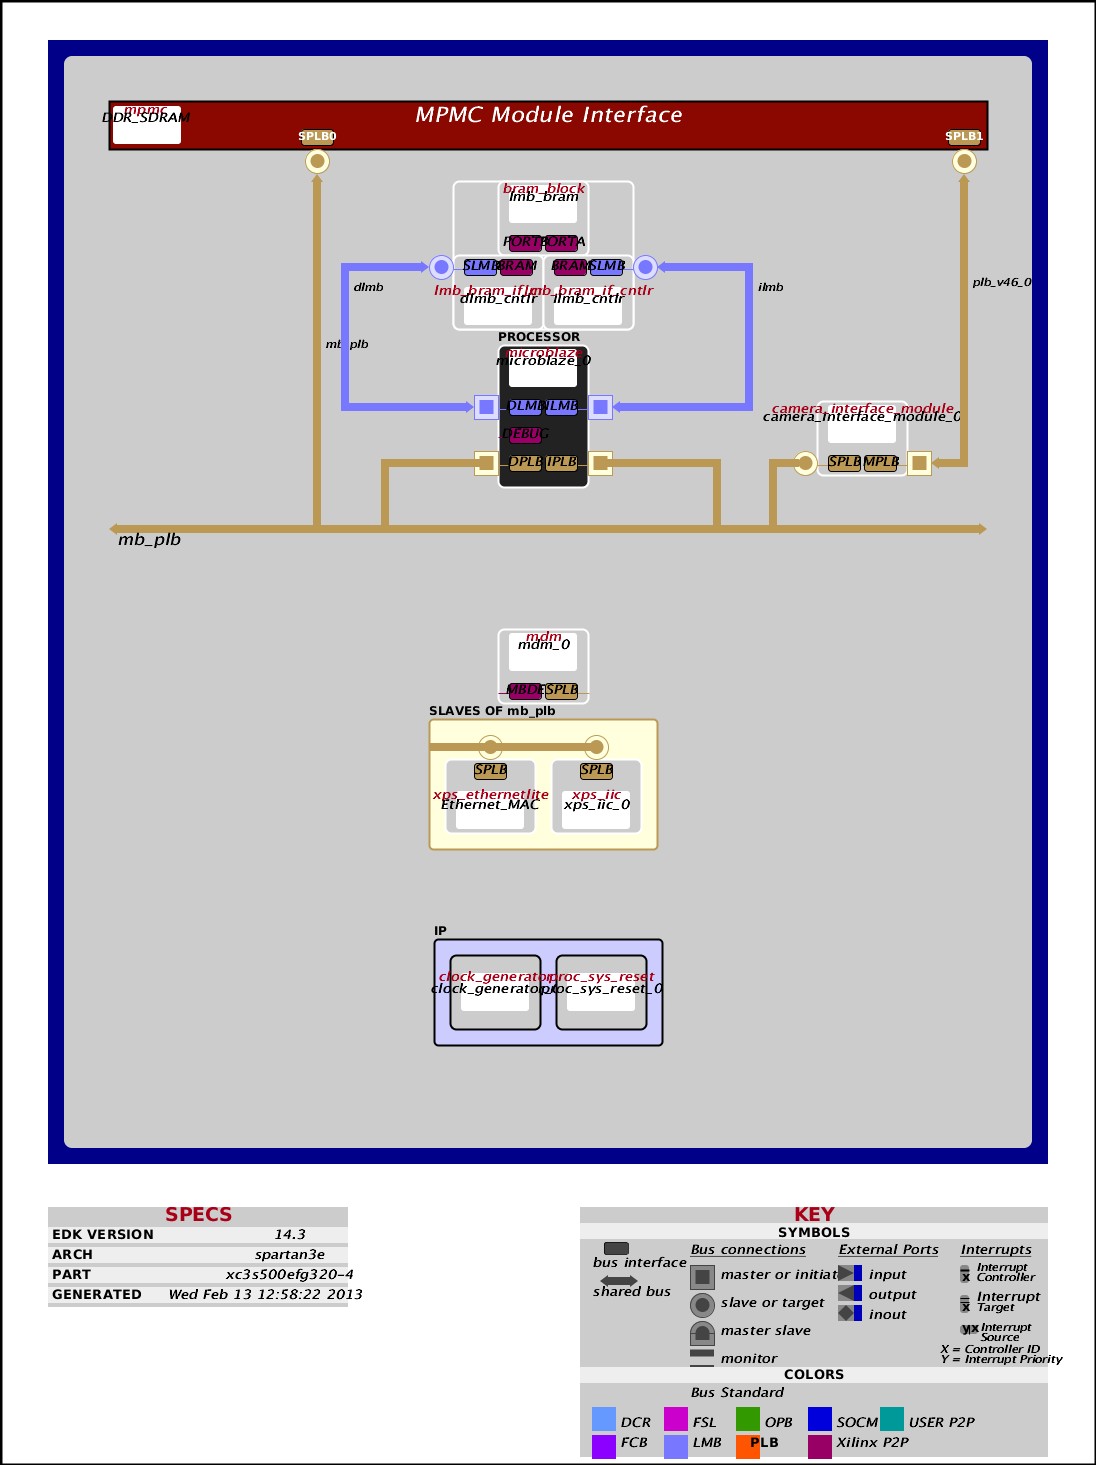 mpmc
DDR_SDRAM
MPMC Module Interface
SPLB0
SPLB1
bram_block
lmb_bram
PORTB
PORTA
SLMB
BRAM
BRAM
SLMB
dlmb
ilmb
plb_v46_0
lmb_bram_if_cntlr
dlmb_cntlr
ilmb_cntlr
mb_plb
PROCESSOR
microblaze
microblaze_0
DLMB
ILMB
DEBUG
DPLB
IPLB
camera_interface_module
camera_interface_module_0
SPLB
MPLB
mb_plb
mdm
mdm_0
SPLB
SLAVES OF mb_plb
SPLB
SPLB
xps_ethernetlite
Ethernet_MAC
xps_iic
xps_iic_0
IP
clock_generator
proc_sys_reset
proc_sys_reset_0
SPECS
EDK VERSION 14.3
ARCH spartan3e
PART xc3s500efg320-4
GENERATED Wed Feb 13 12:58:22 2013
KEY
SYMBOLS
bus interface
shared bus
Bus connections
master or initiat
slave or target
master slave
monitor
External Ports
input
output
inout
Interrupts
Interrupt
Controller
Interrupt
Target
Interrupt
Source
X = Controller ID
Y = Interrupt Priority
COLORS
Bus Standard
DCR FSL OPB SOCM USER P2P
FCB LMB PLB Xilinx P2P